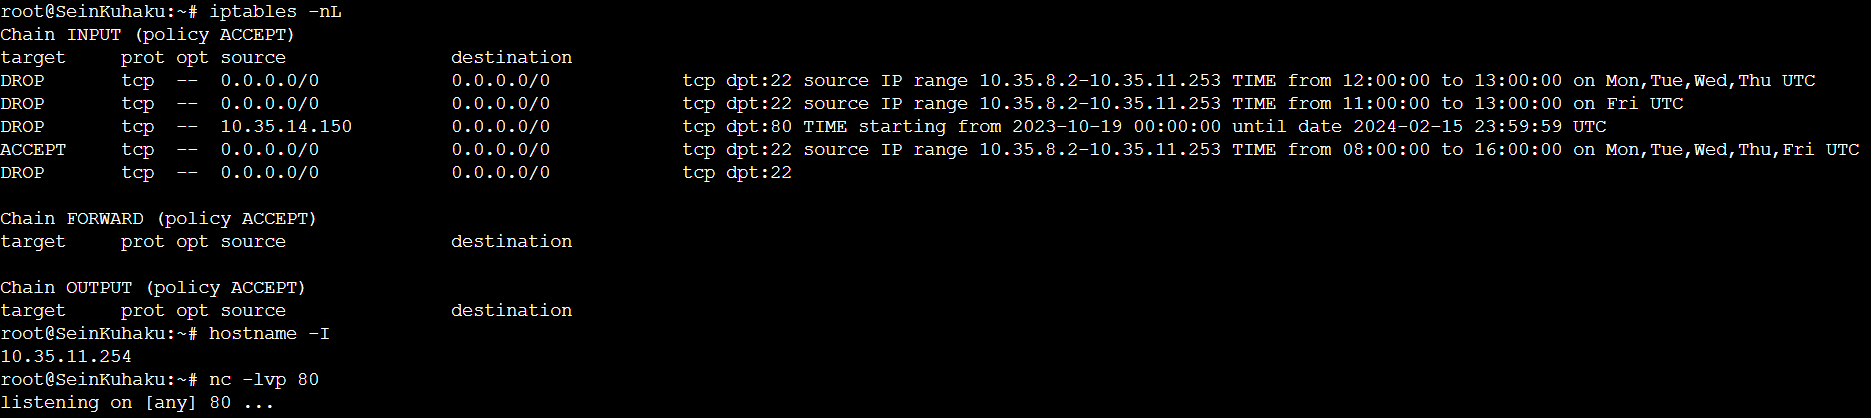 root@SeinKuhaku:~# iptables -nL
Chain INPUT (policy ACCEPT)
target     prot opt source               destination
DROP       tcp  --  0.0.0.0/0            0.0.0.0/0            tcp dpt:22 source IP range 10.35.8.2-10.35.11.253 TIME from 12:00:00 to 13:00:00 on Mon,Tue,Wed,Thu UTC
DROP       tcp  --  0.0.0.0/0            0.0.0.0/0            tcp dpt:22 source IP range 10.35.8.2-10.35.11.253 TIME from 11:00:00 to 13:00:00 on Fri UTC
DROP       tcp  --  10.35.14.150         0.0.0.0/0            tcp dpt:80 TIME starting from 2023-10-19 00:00:00 until date 2024-02-15 23:59:59 UTC
ACCEPT     tcp  --  0.0.0.0/0            0.0.0.0/0            tcp dpt:22 source IP range 10.35.8.2-10.35.11.253 TIME from 08:00:00 to 16:00:00 on Mon,Tue,Wed,Thu,Fri UTC
DROP       tcp  --  0.0.0.0/0            0.0.0.0/0            tcp dpt:22
Chain FORWARD (policy ACCEPT)
target     prot opt source               destination
Chain OUTPUT (policy ACCEPT)
target     prot opt source               destination
root@SeinKuhaku:~# hostname -I
10.35.11.254
root@SeinKuhaku:~# nc -lvp 80
listening on [any] 80 ...